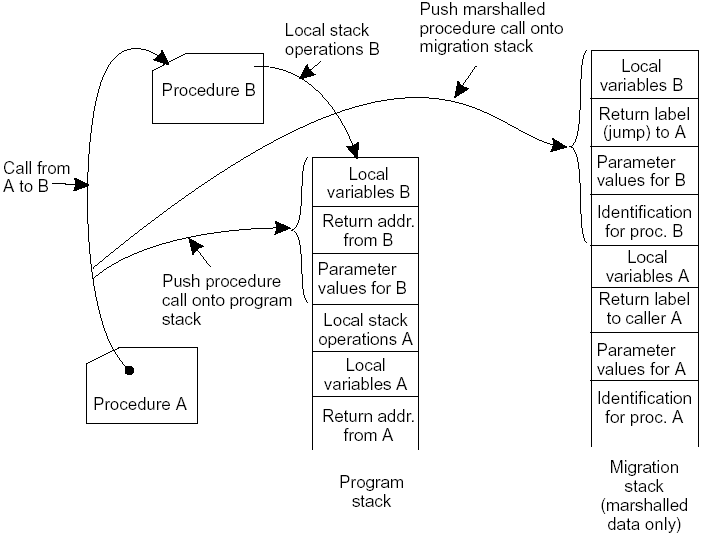 Push marshalled
procedure call onto
migration stack
Local stack
operations B
Procedure B
Call from
A to B
Push procedure
call onto program
stack
Procedure A
Local
variables B
Return addr.
from B
Parameter
values for B
Local stack
operations A
Local
variables A
Return addr.
from A
Program
stack
Local
variables B
Return label
(jump) to A
Parameter
values for B
Identification
for proc. B
Local
variables A
Return label
to caller A
Parameter
values for A
Identification
for proc. A
Migration
stack
(marshalled
data only)